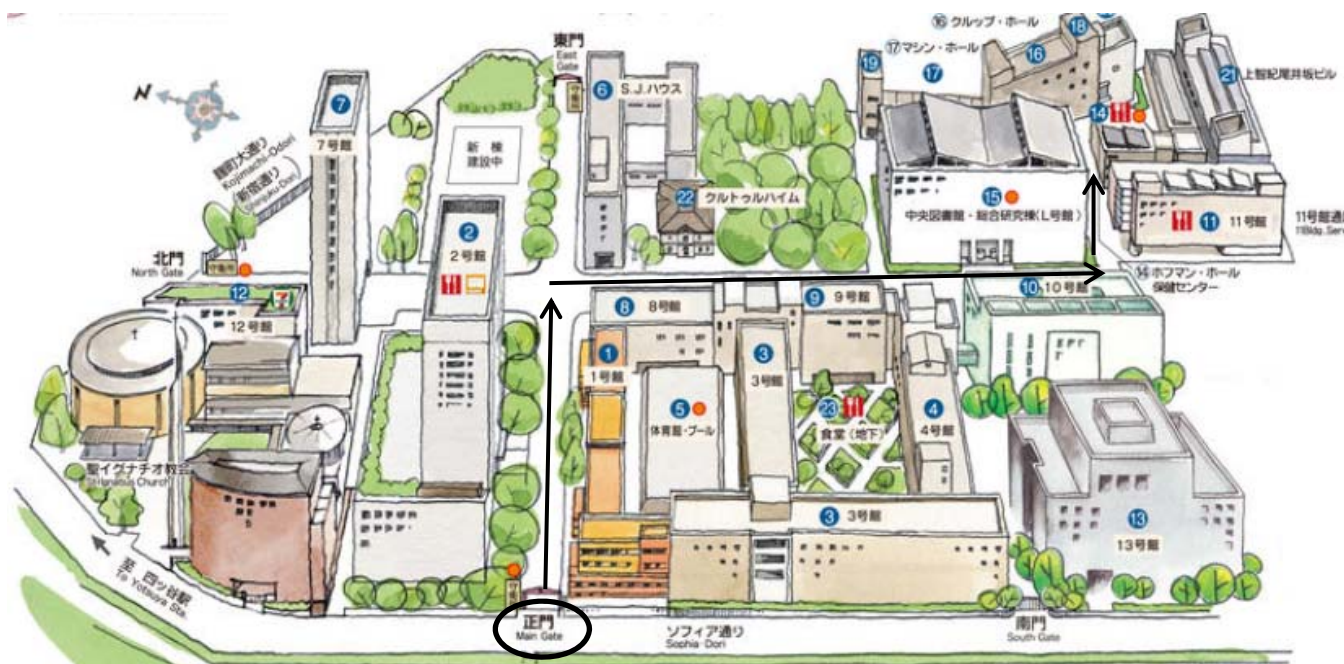 ⑯ クルップ・ホール
⑱
東門
East
Gate
守衛所
⑰ マシン・ホール
⑲
⑰
⑯
㉑ 上智紀尾井坂ビル
N
⑦
7号館
⑥
S.J.ハウス
⑭
新棟
建設中
麹町大通り
Kojimachi-Odori
(新宿通り)
Shinjuku-Dori
②
2号館
㉒ クルトゥルハイム
⑮
中央図書館・総合研究棟(L号館)
⑪ 11号館
11号館
11Bldg.Serv
北門
North Gate
守衛所
⑭ ホフマン・ホール
保健センター
⑫
12号館
⑧ 8号館
⑨ 9号館
⑩ 10号館
①
1号館
③
3号館
⑤
体育館・プール
㉓
食堂(地下)
④
4号館
聖イグナチオ教会
(St.Ignatius Church)
③ 3号館
⑬
13号館
至 四ッ谷駅
To Yotsuya Sta.
正門
Main Gate
ソフィア通り
Sophia-Dori
南門
South Gate